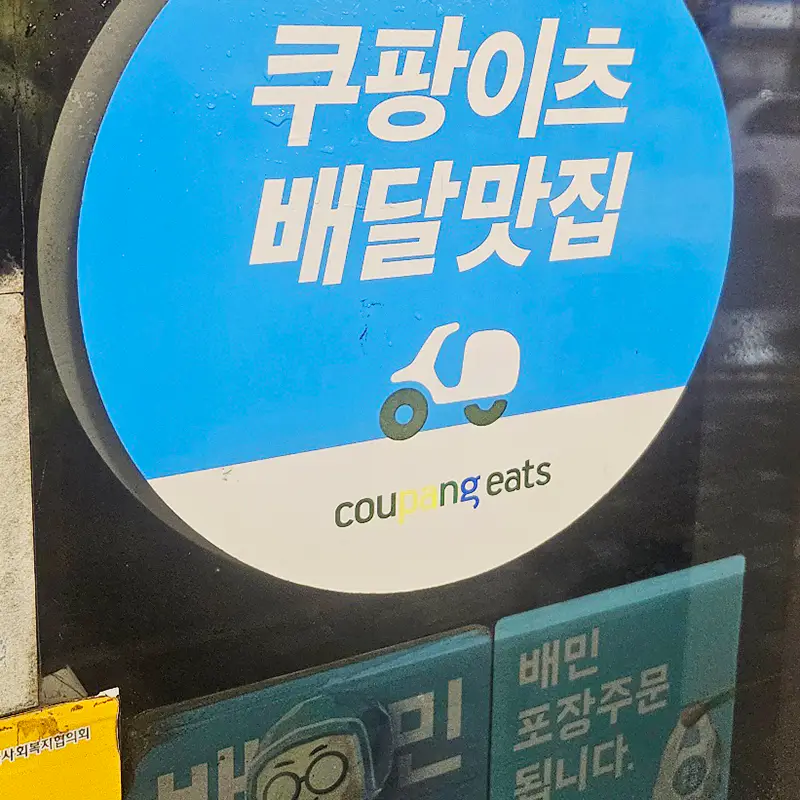 쿠팡이츠
배달맛집
coupang eats
배민
배민
포장주문
됩니다.
사회복지협의회